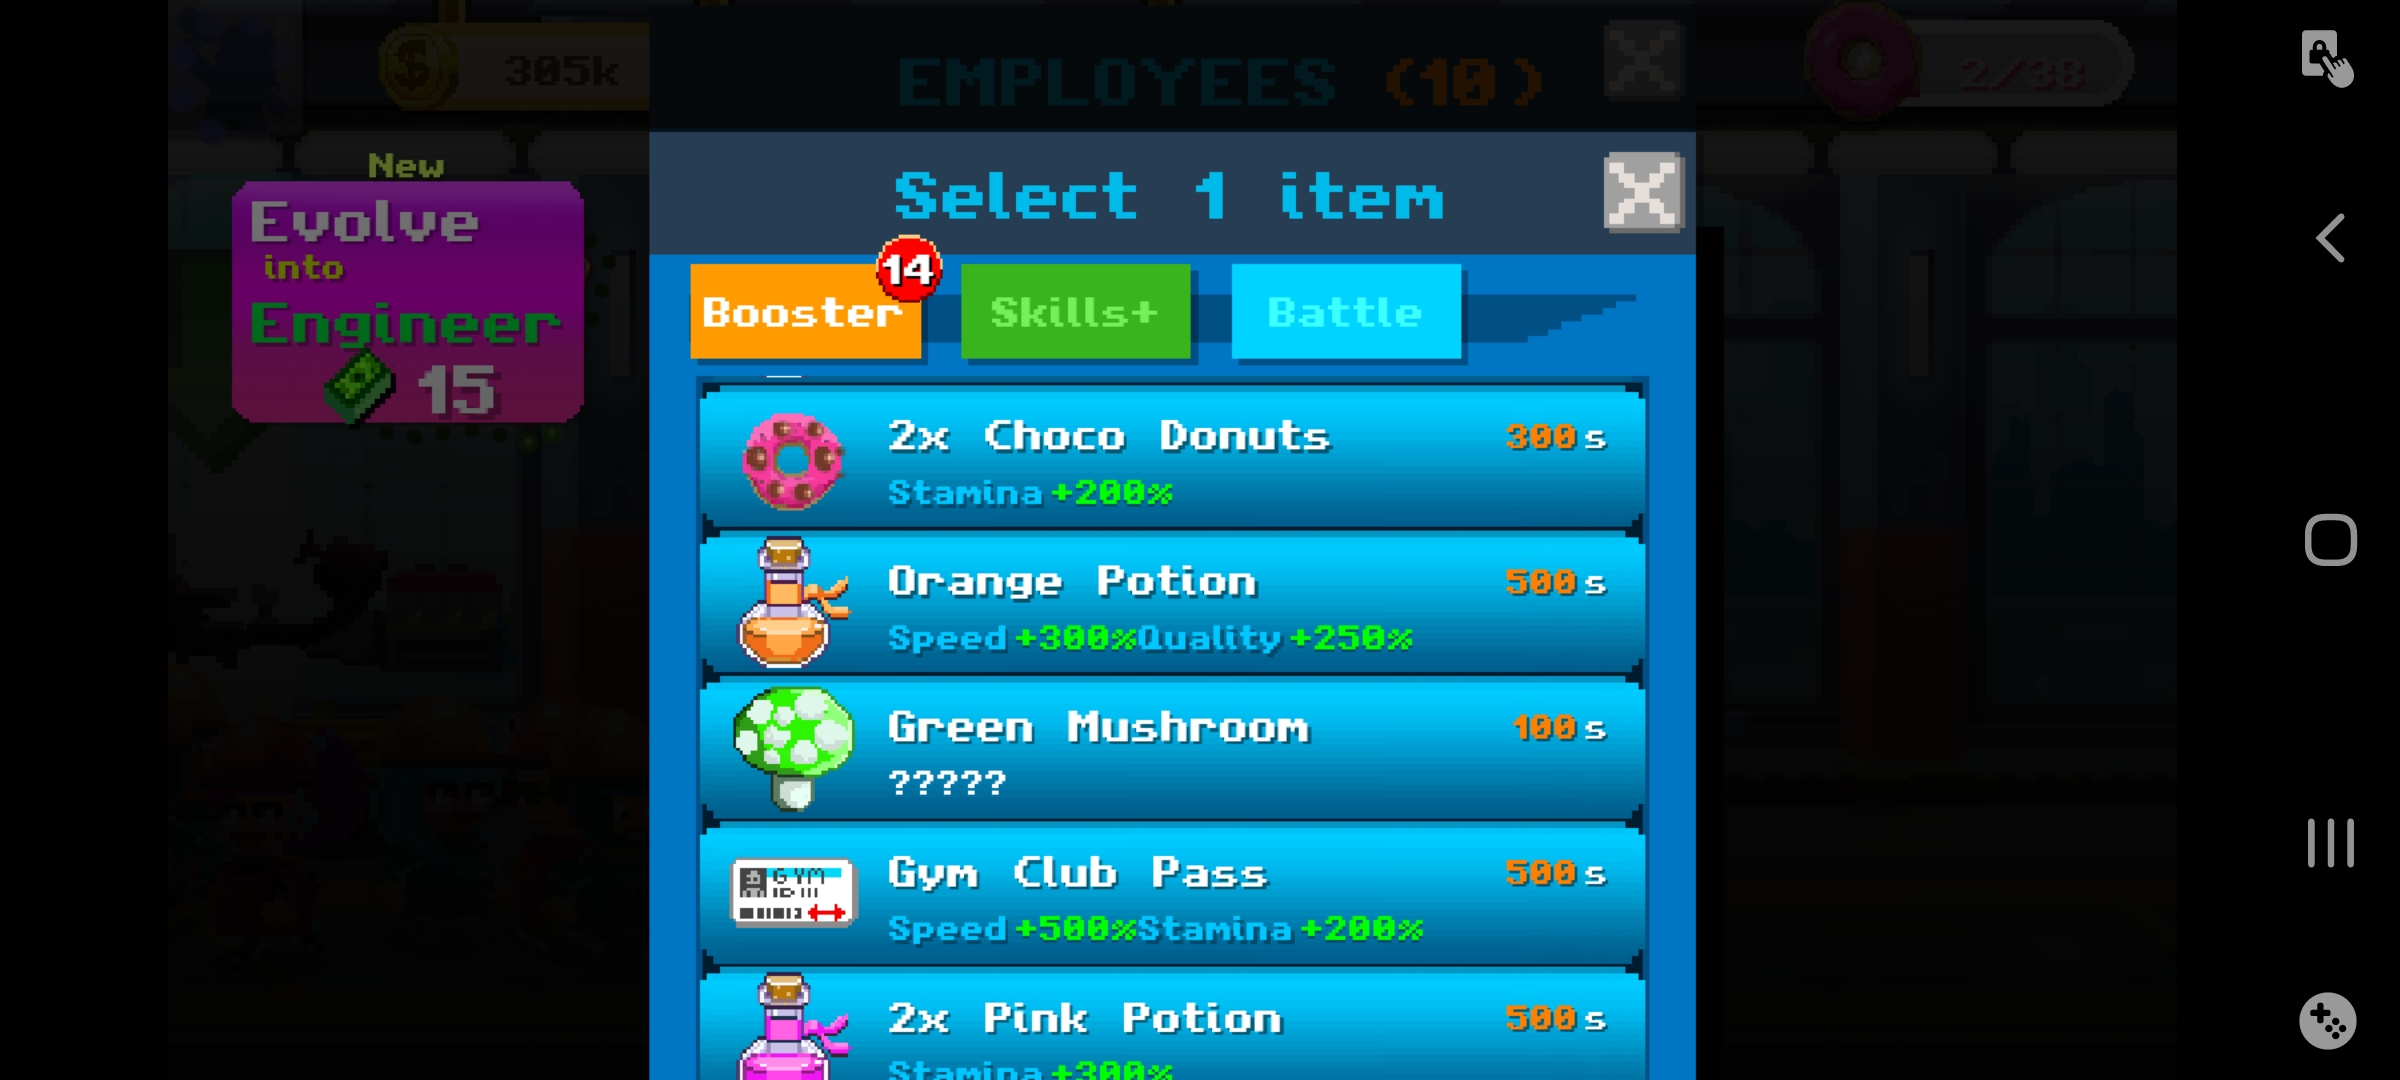 305k
EMPLOYEES (10)
2/38
New
Evolve
into
Engineer
15
Select 1 item
14
Booster
Skills+
Battle
2x Choco Donuts
300 s
Stamina +200%
Orange Potion
500 s
Speed +300%Quality +250%
Green Mushroom
100 s
?????
GYM
Gym Club Pass
500 s
Speed +500%Stamina +200%
2x Pink Potion
500 s
Stamina +300%